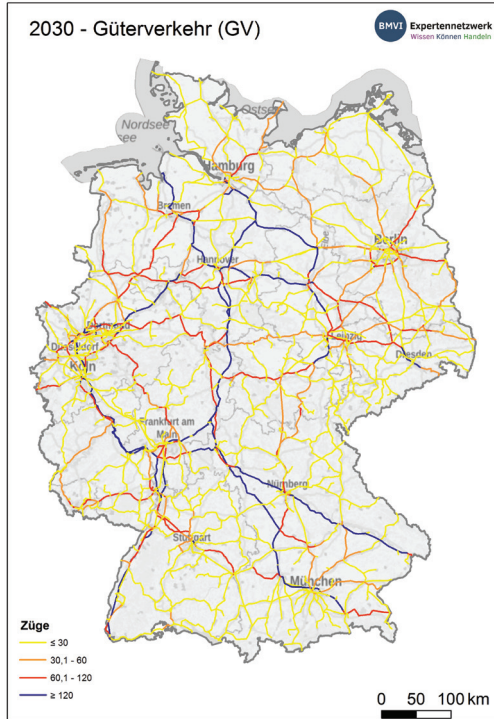 2030 - Güterverkehr (GV)
BMVI Expertennetzwerk
Wissen Können Handeln
Ostsee
Nordsee
see
Hamburg
Bremen
Elbe
Berlin
Hannover
Dortmund
Düsseldorf
Leipzig
Dresden
Köln
Frankfurt am
Main
Nürnberg
Stuttgart
München
Züge
≤ 30
30,1 - 60
60,1 - 120
≥ 120
0 50 100 km